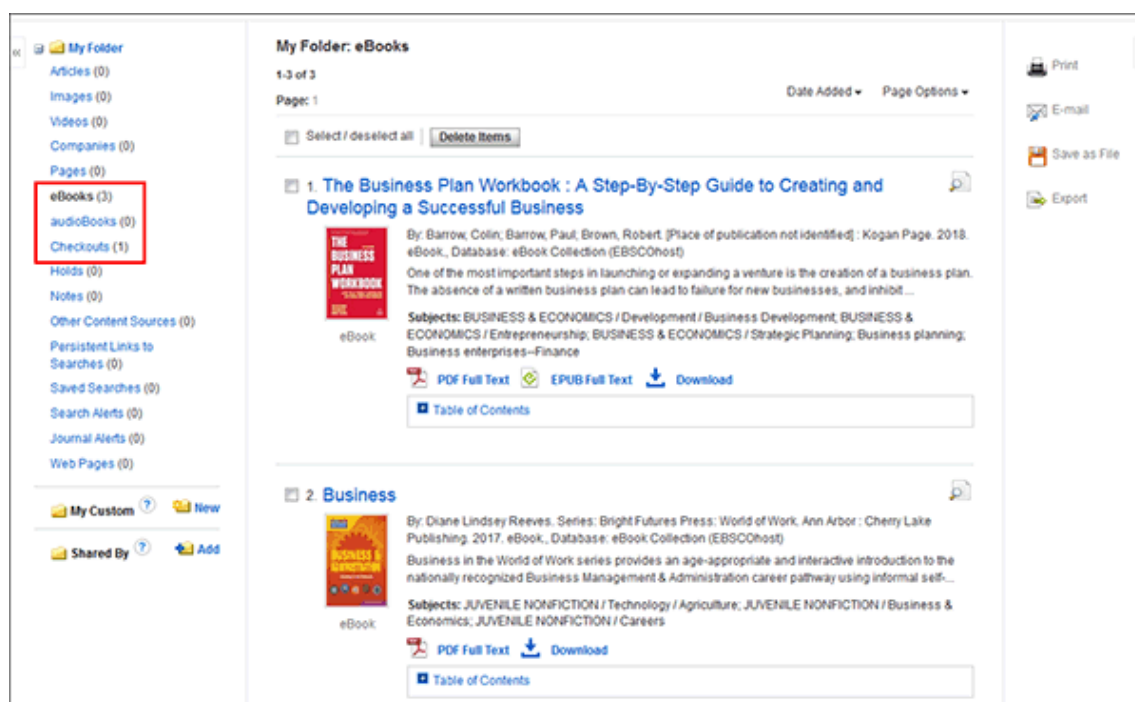 «
My Folder
Articles (0)
Images (0)
Videos (0)
Companies (0)
Pages (0)
eBooks (3)
audioBooks (0)
Checkouts (1)
Holds (0)
Notes (0)
Other Content Sources (0)
Persistent Links to
Searches (0)
Saved Searches (0)
Search Alerts (0)
Journal Alerts (0)
Web Pages (0)
My Custom ? New
Shared By ? Add
My Folder: eBooks
1-3 of 3
Page: 1
Date Added Page Options
Select / deselect all Delete Items
1. The Business Plan Workbook : A Step-By-Step Guide to Creating and
Developing a Successful Business
THE
BUSINESS
PLAN
WORKBOOK
eBook
By: Barrow, Colin; Barrow, Paul; Brown, Robert. [Place of publication not identified] : Kogan Page. 2018.
eBook., Database: eBook Collection (EBSCOhost)
One of the most important steps in launching or expanding a venture is the creation of a business plan.
The absence of a written business plan can lead to failure for new businesses, and inhibit ...
Subjects: BUSINESS & ECONOMICS / Development / Business Development; BUSINESS &
ECONOMICS / Entrepreneurship; BUSINESS & ECONOMICS / Strategic Planning; Business planning;
Business enterprises--Finance
PDF Full Text EPUB Full Text Download
Table of Contents
2. Business
BUSINESS &
ADMINISTRATION
eBook
By: Diane Lindsey Reeves. Series: Bright Futures Press: World of Work. Ann Arbor : Cherry Lake
Publishing. 2017. eBook., Database: eBook Collection (EBSCOhost)
Business in the World of Work series provides an age-appropriate and interactive introduction to the
nationally recognized Business Management & Administration career pathway using informal self-...
Subjects: JUVENILE NONFICTION / Technology / Agriculture; JUVENILE NONFICTION / Business &
Economics; JUVENILE NONFICTION / Careers
PDF Full Text Download
Table of Contents
Print
E-mail
Save as File
Export